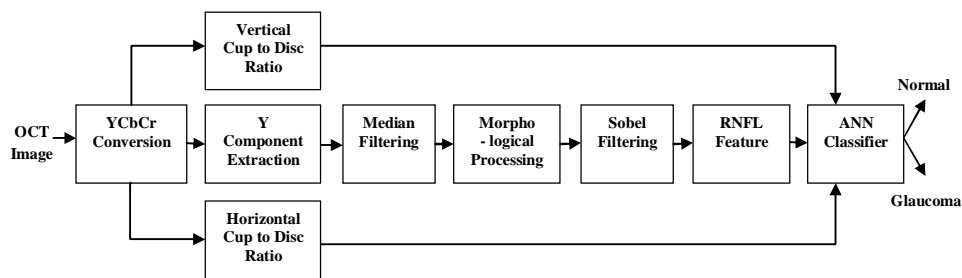 Vertical
Cup to Disc
Ratio
OCT
Image
YCbCr
Conversion
Y
Component
Extraction
Median
Filtering
Morpho
- logical
Processing
Sobel
Filtering
RNFL
Feature
ANN
Classifier
Normal
Glaucoma
Horizontal
Cup to Disc
Ratio